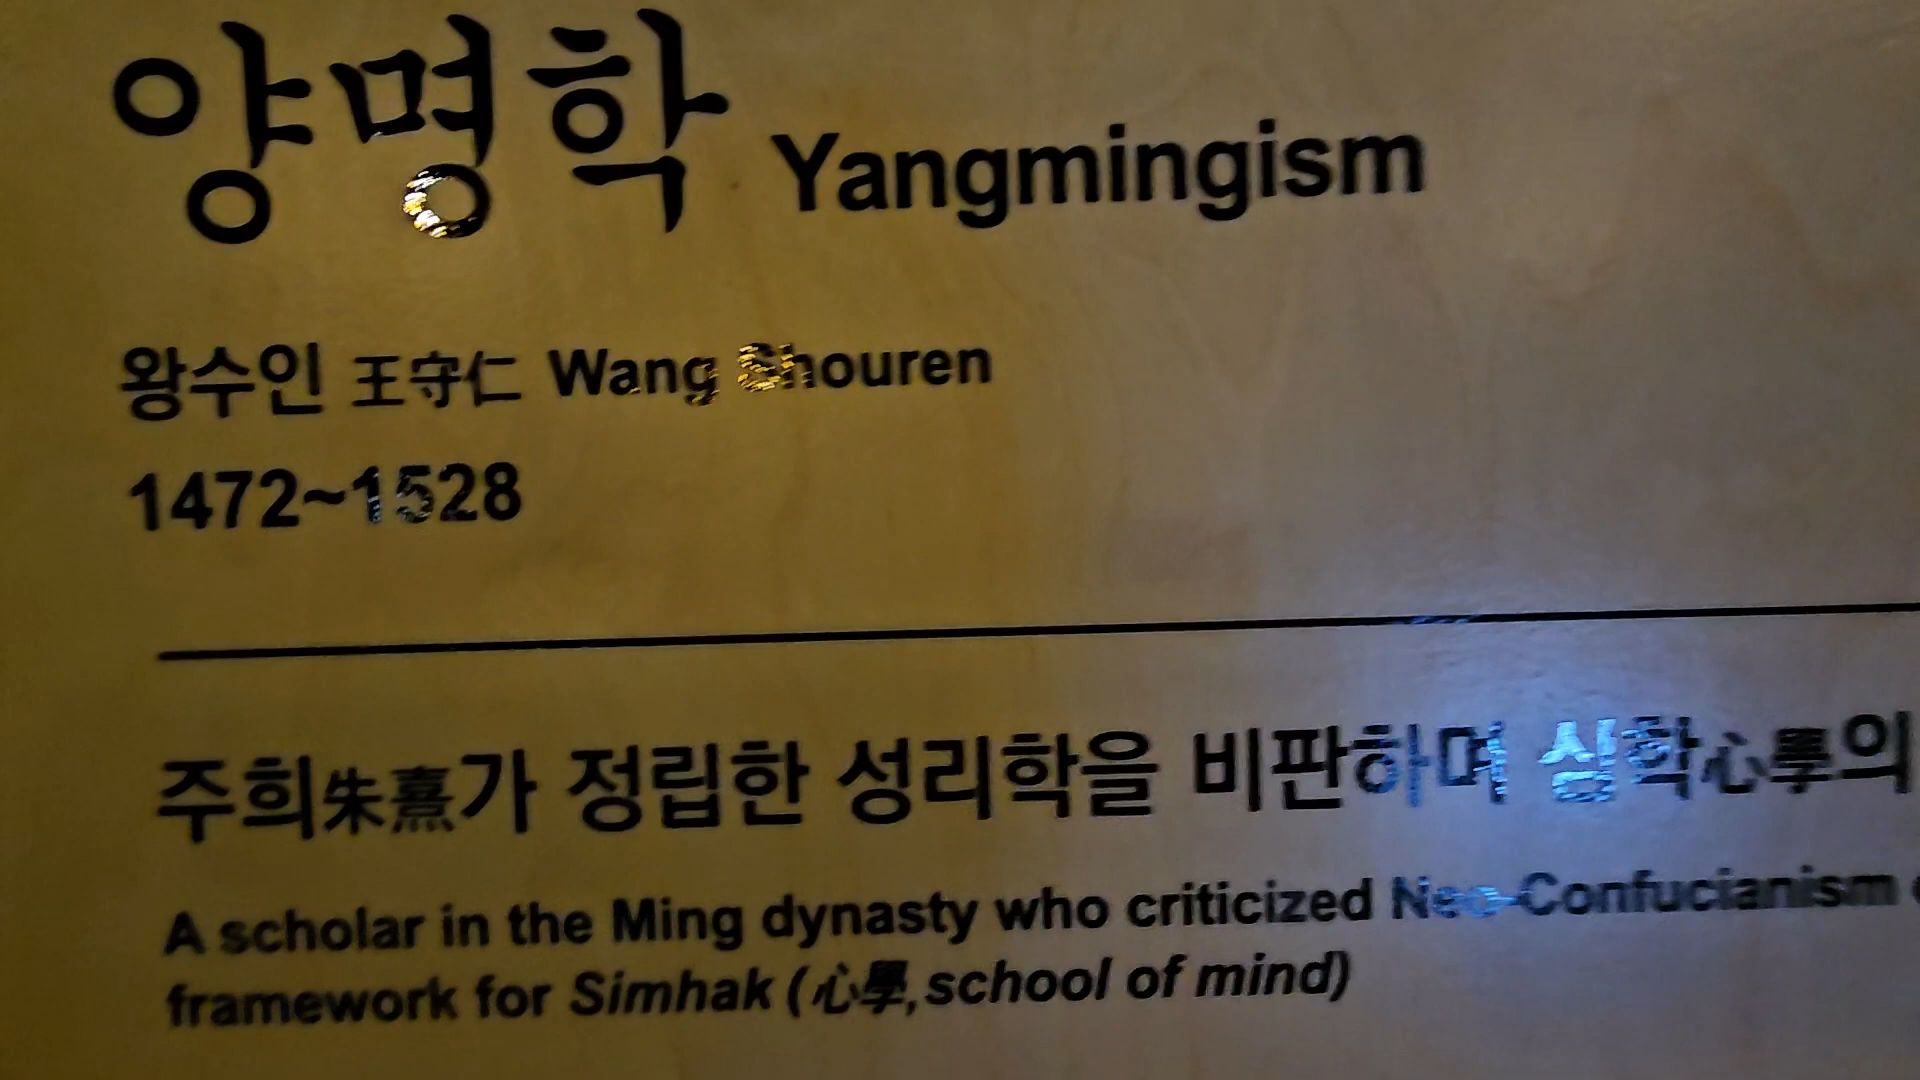 양명학 Yangmingism
왕수인 王守仁 Wang Shouren
1472~1528
주희朱熹가 정립한 성리학을 비판하며 심학心學의
A scholar in the Ming dynasty who criticized Neo-Confucianism
framework for Simhak (心學,school of mind)